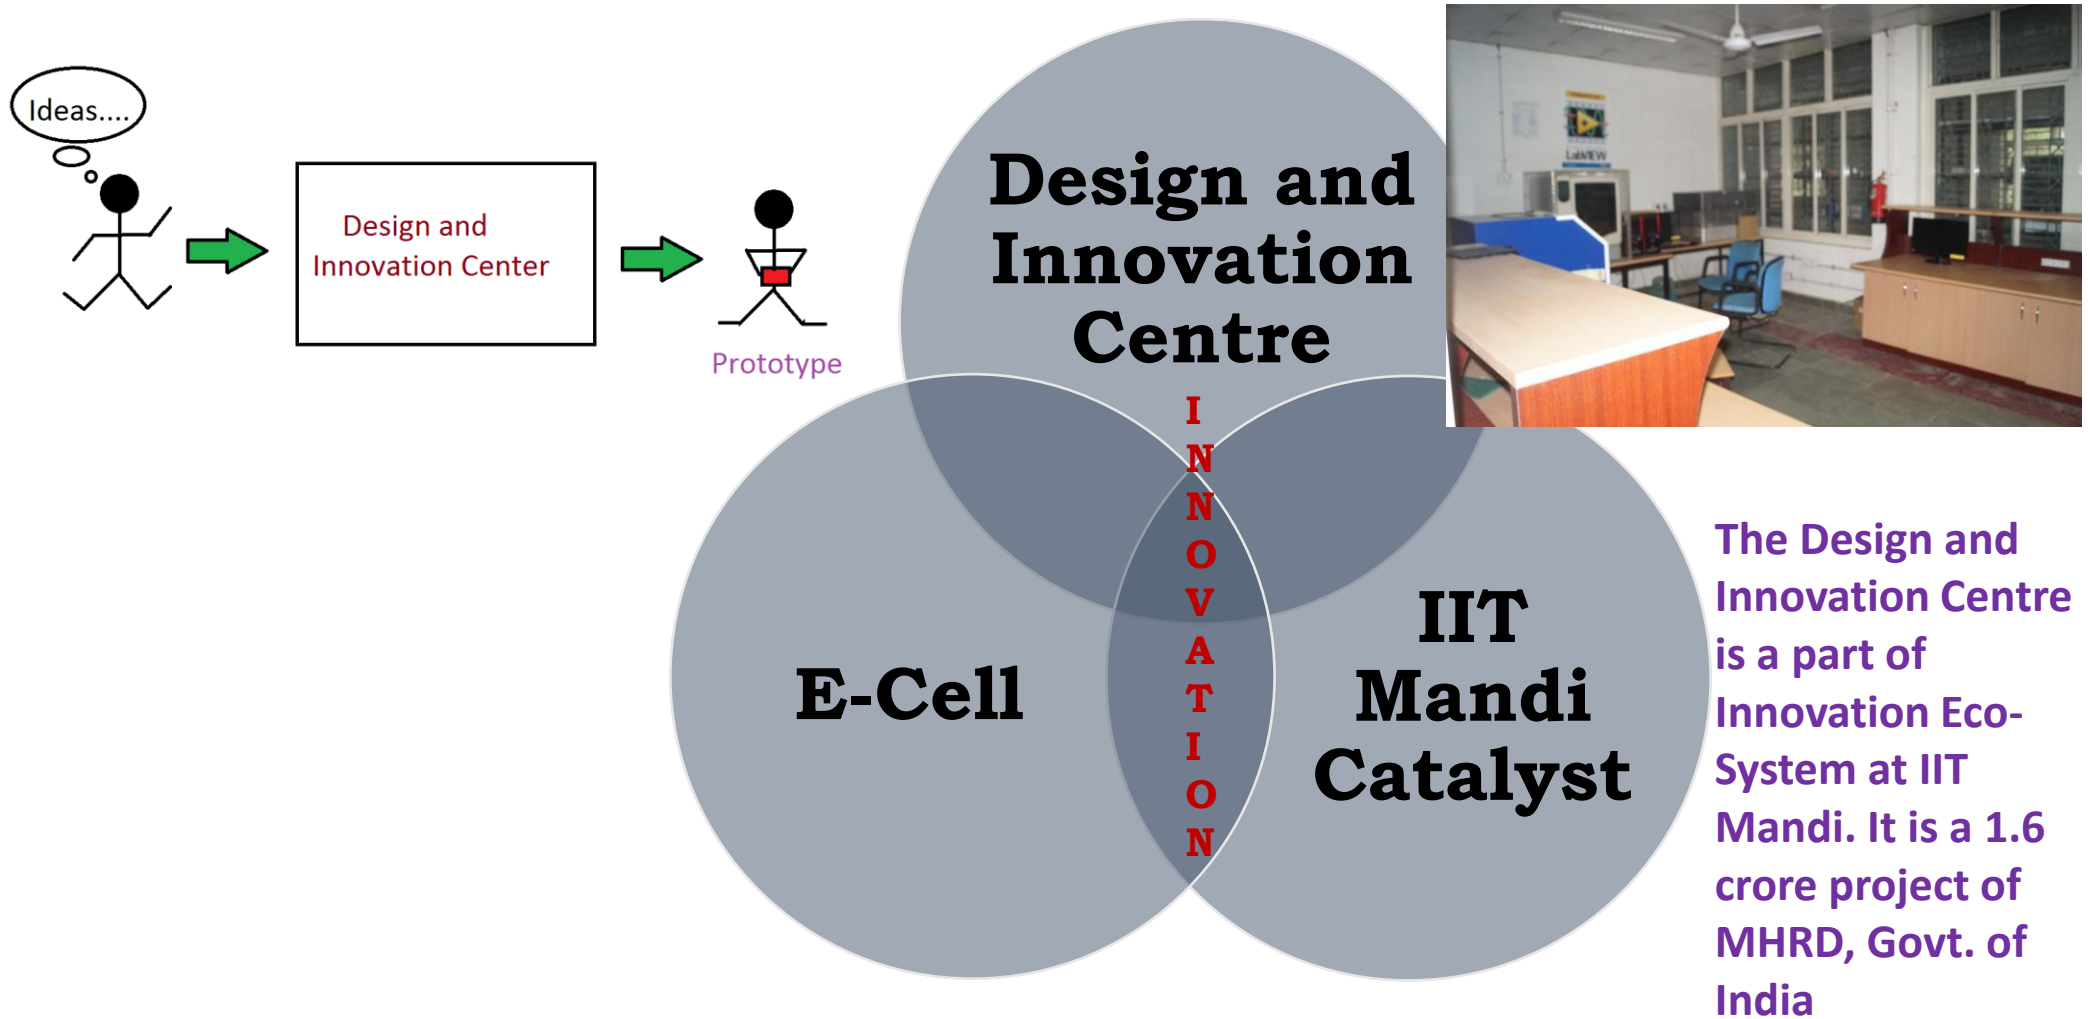 Ideas....
Design and
Innovation Center
Prototype
Design and
Innovation
Centre
I
N
N
O
V
A
T
I
O
N
E-Cell
IIT
Mandi
Catalyst
LabVIEW
The Design and
Innovation Centre
is a part of
Innovation Eco-
System at IIT
Mandi. It is a 1.6
crore project of
MHRD, Govt. of
India